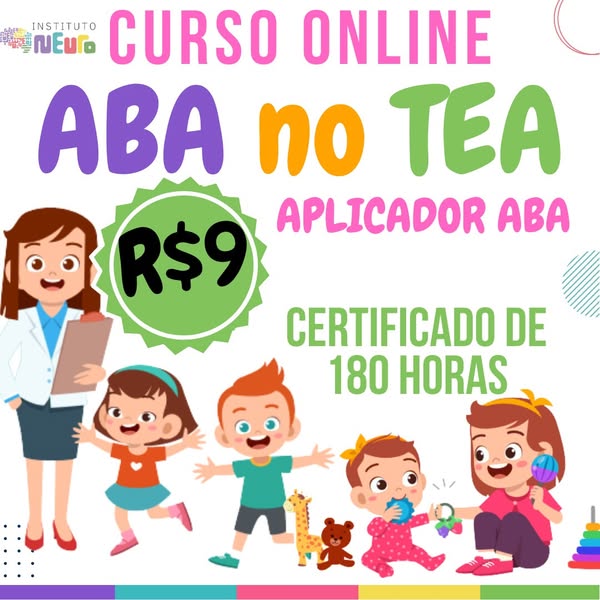 INSTITUTO
NEuro
CURSO ONLINE
ABA no TEA
APLICADOR ABA
R$9
CERTIFICADO DE
180 HORAS